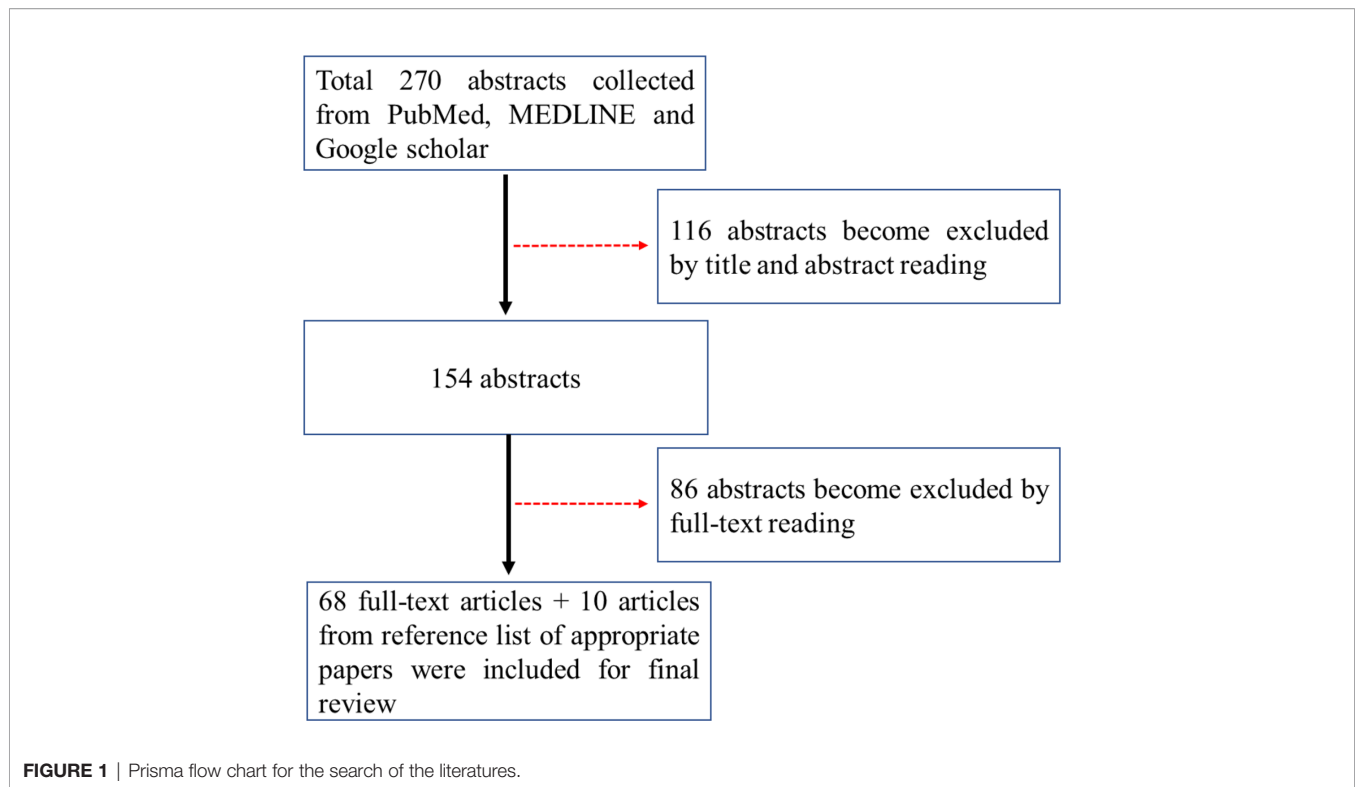 Total 270 abstracts collected
from PubMed, MEDLINE and
Google scholar
116 abstracts become excluded
by title and abstract reading
154 abstracts
86 abstracts become excluded by
full-text reading
68 full-text articles + 10 articles
from reference list of appropriate
papers were included for final
review
FIGURE 1 | Prisma flow chart for the search of the literatures.